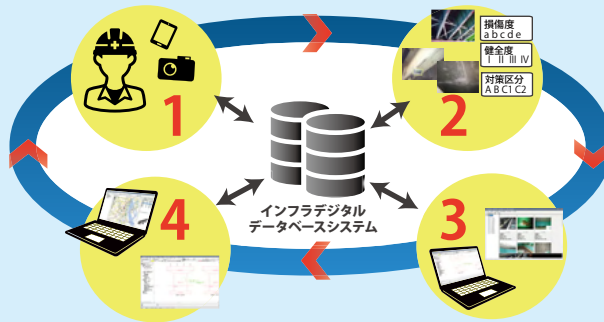 1
2
損傷度
a b c d e
健全度
I II III IV
対策区分
A B C1 C2
インフラデジタル
データベースシステム
4
3